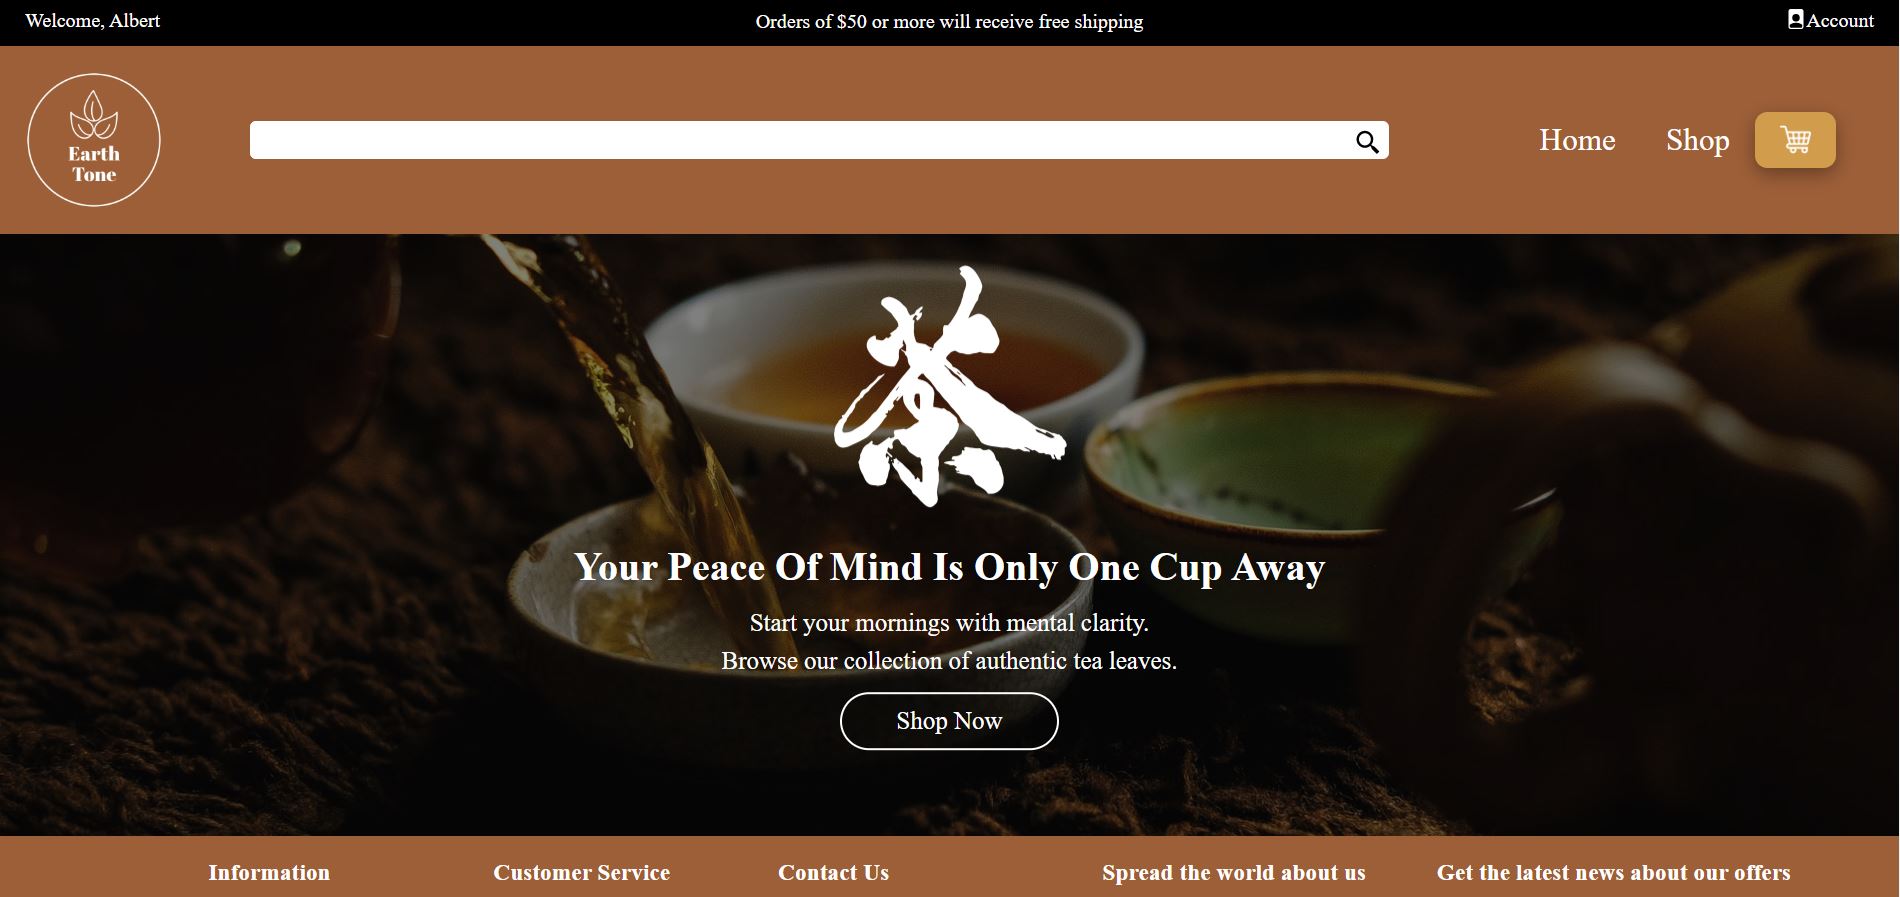 Welcome, Albert
Orders of $50 or more will receive free shipping
Account
Earth
Tone
Home
Shop
茶
Your Peace Of Mind Is Only One Cup Away
Start your mornings with mental clarity.
Browse our collection of authentic tea leaves.
Shop Now
Information
Customer Service
Contact Us
Spread the world about us
Get the latest news about our offers